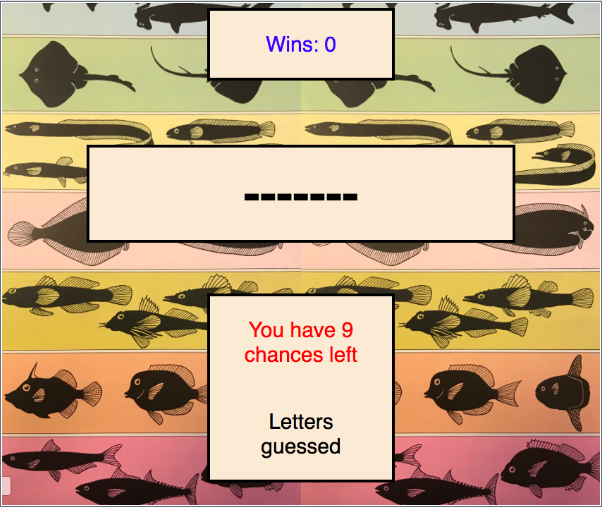 Wins: 0
-------
You have 9
chances left
Letters
guessed